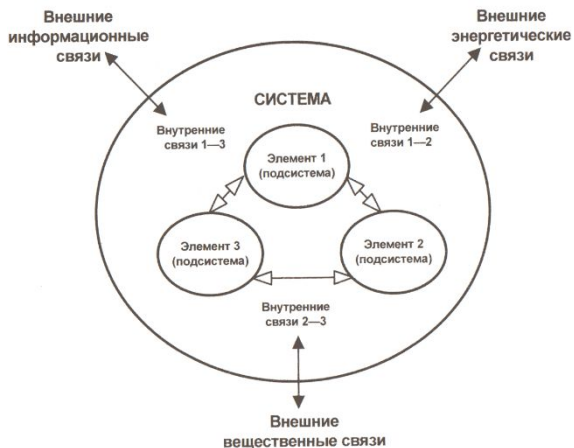 Внешние
информационные
связи
Внешние
энергетические
связи
СИСТЕМА
Внутренние
связи 1—3
Внутренние
связи 1—2
Элемент 1
(подсистема)
Элемент 3
(подсистема)
Элемент 2
(подсистема)
Внутренние
связи 2—3
Внешние
вещественные связи